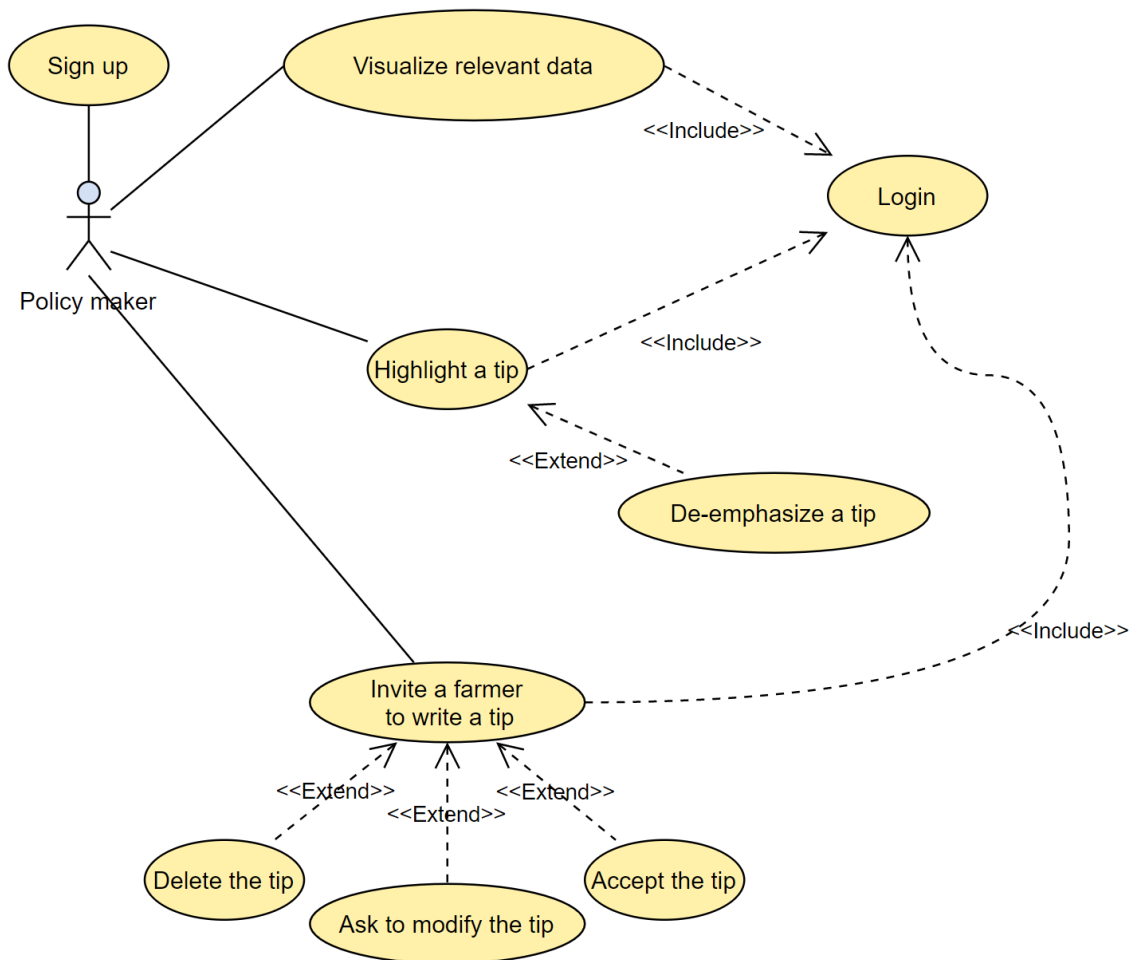 Sign up
Visualize relevant data
<<Include>>
Login
Policy maker
<<Include>>
Highlight a tip
<<Extend>>
De-emphasize a tip
<<Include>>
Invite a farmer
to write a tip
<<Extend>>
<<Extend>>
<<Extend>>
Delete the tip
Accept the tip
Ask to modify the tip